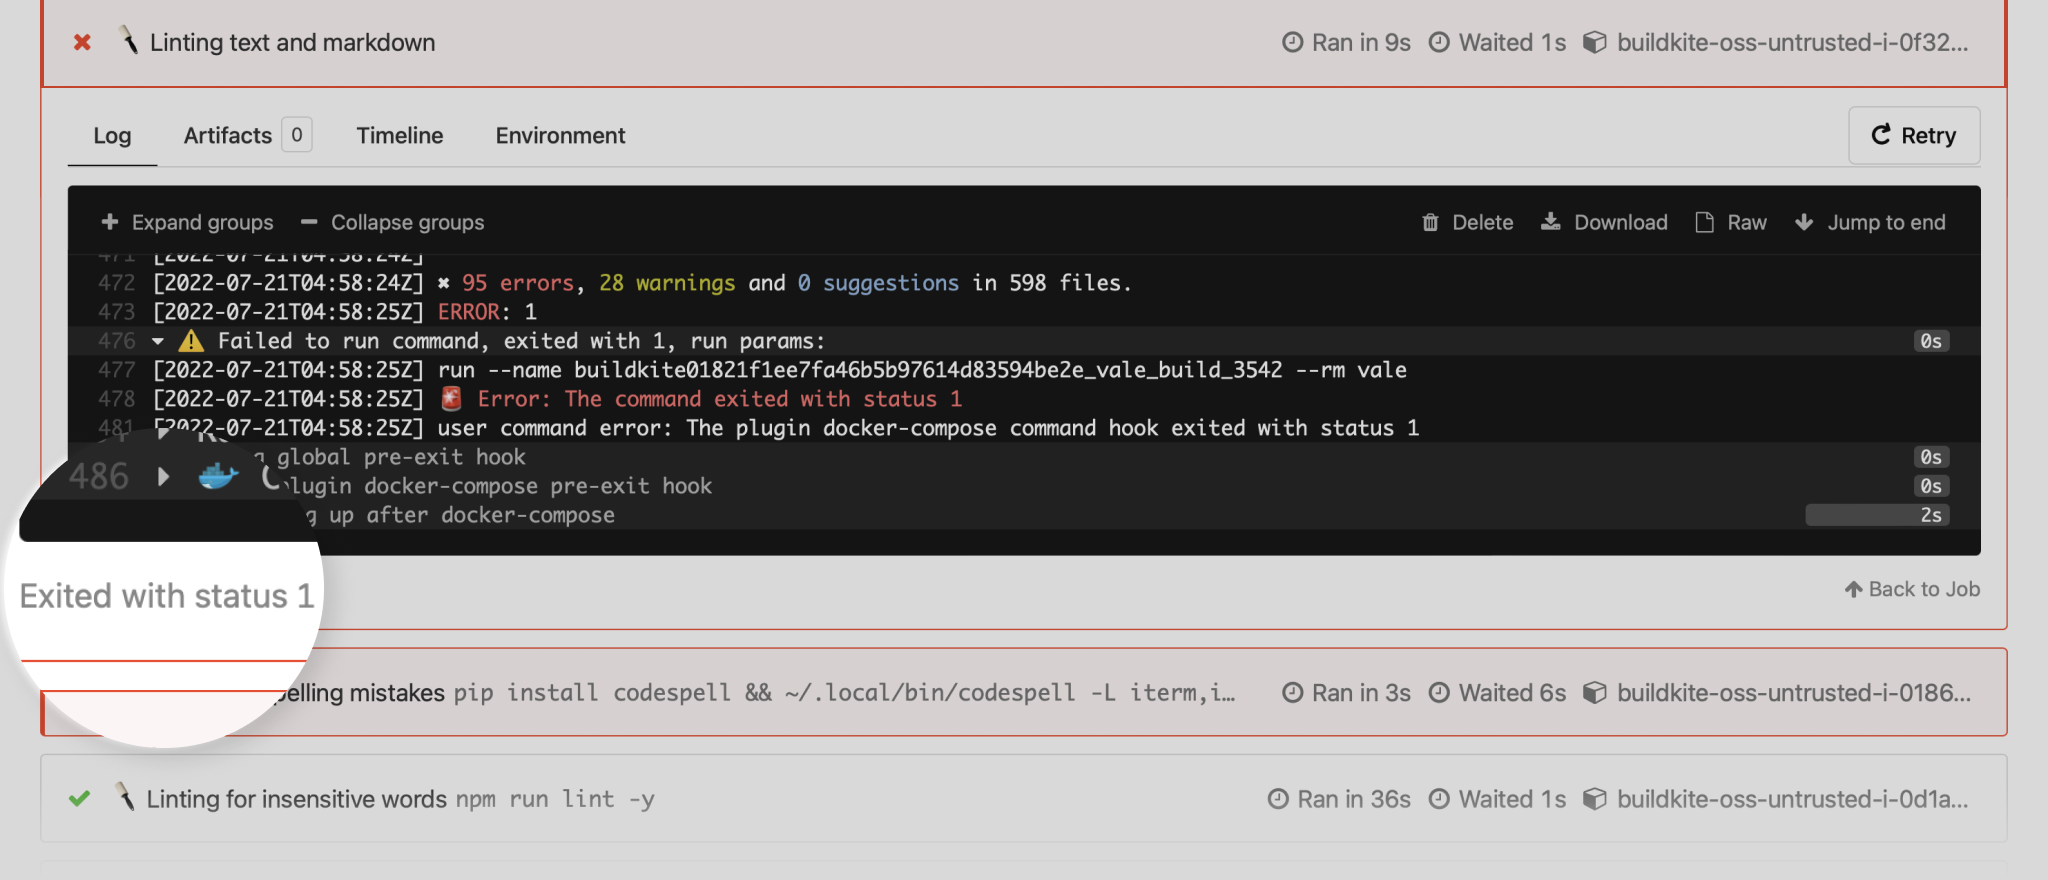 Linting text and markdown Ran in 9s Waited 1s buildkite-oss-untrusted-i-0f32...
Log Artifacts 0 Timeline Environment Retry
Expand groups Collapse groups Delete Download Raw Jump to end
471 [2022-07-21T04:58:24Z]
472 [2022-07-21T04:58:24Z] ✖ 95 errors, 28 warnings and 0 suggestions in 598 files.
473 [2022-07-21T04:58:25Z] ERROR: 1
476 Failed to run command, exited with 1, run params: 0s
477 [2022-07-21T04:58:25Z] run --name buildkite01821f1ee7fa46b5b97614d83594be2e_vale_build_3542 --rm vale
478 [2022-07-21T04:58:25Z] 🚨 Error: The command exited with status 1
481 [2022-07-21T04:58:25Z] user command error: The plugin docker-compose command hook exited with status 1
global pre-exit hook 0s
486 plugin docker-compose pre-exit hook 0s
up after docker-compose 2s
Exited with status 1 Back to Job
mistakes pip install codespell && ~/.local/bin/codespell -L iterm,i... Ran in 3s Waited 6s buildkite-oss-untrusted-i-0186...
Linting for insensitive words npm run lint -y Ran in 36s Waited 1s buildkite-oss-untrusted-i-0d1a...